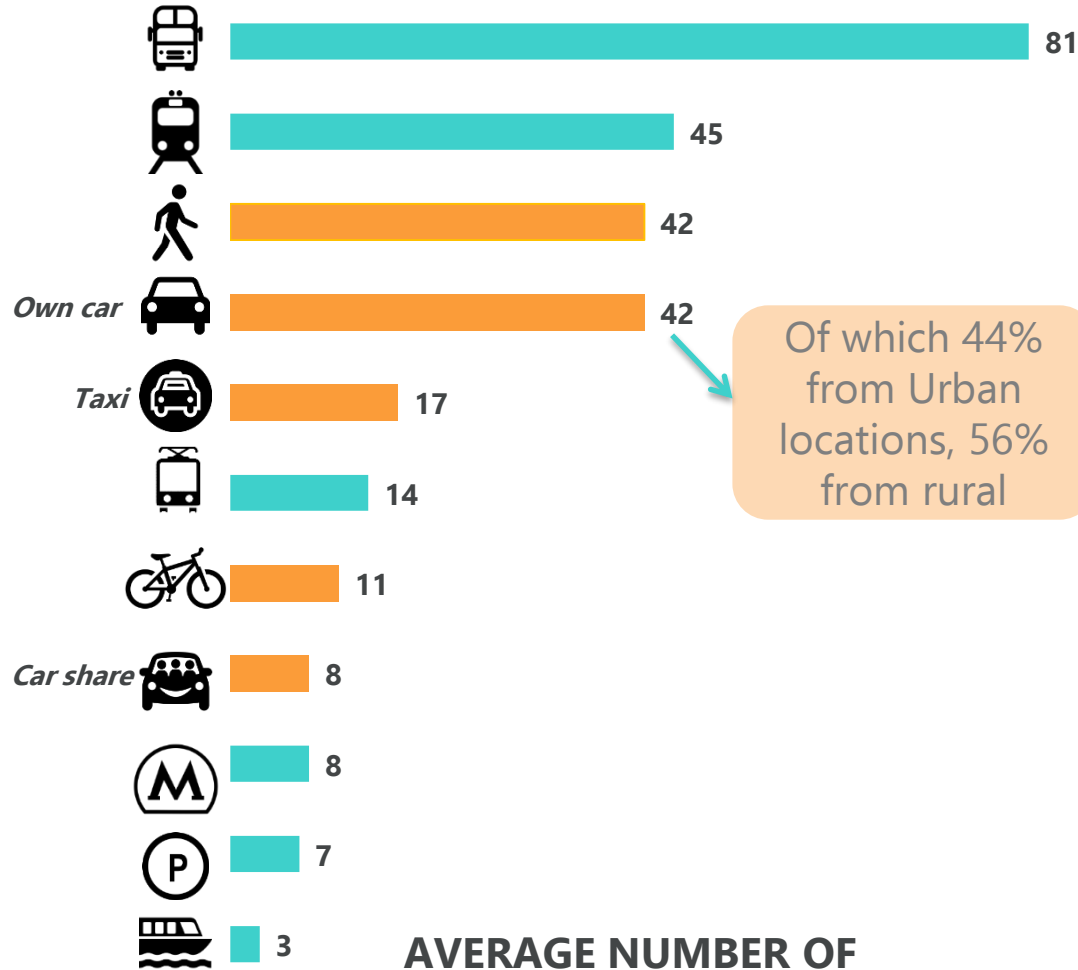 81
45
42
Own car
42
Of which 44%
from Urban
locations, 56%
from rural
Taxi
17
14
11
Car share
8
M
8
P
7
3
AVERAGE NUMBER OF